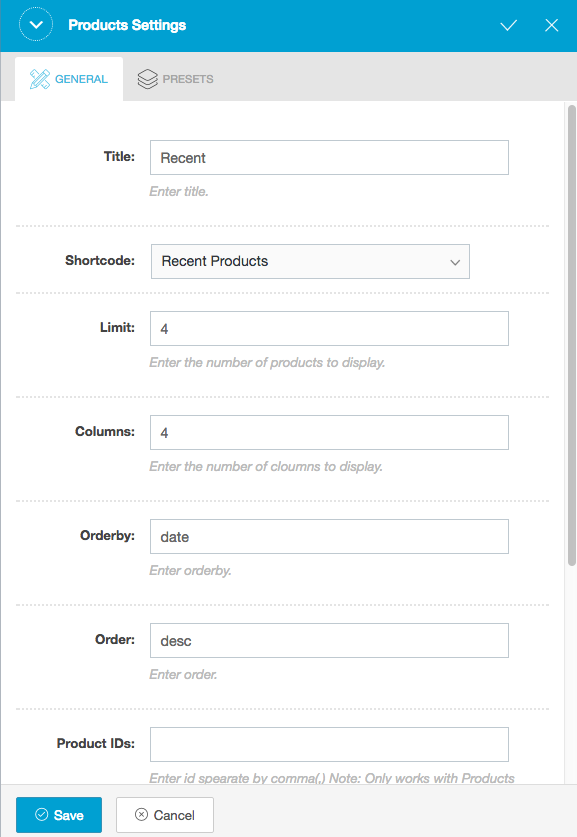 Products Settings
GENERAL PRESETS
Title: Recent
Enter title.
Shortcode: Recent Products
Limit: 4
Enter the number of products to display.
Columns: 4
Enter the number of cloumns to display.
Orderby: date
Enter orderby.
Order: desc
Enter order.
Product IDs:
Enter id spearate by comma(,) Note: Only works with Products
Save Cancel